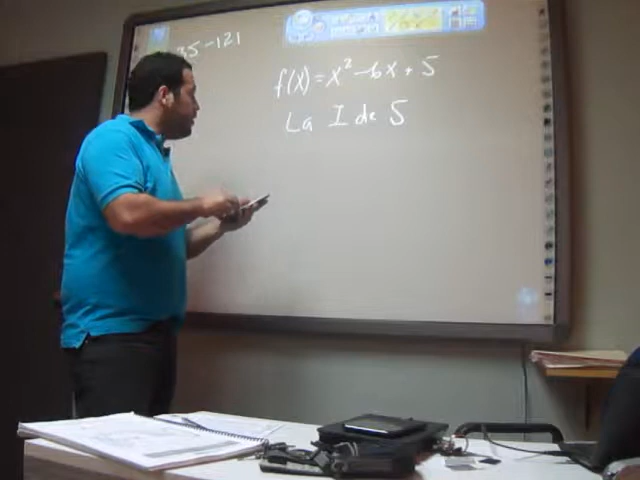 35-121
f(x) = x² - 6x + 5
La I de 5